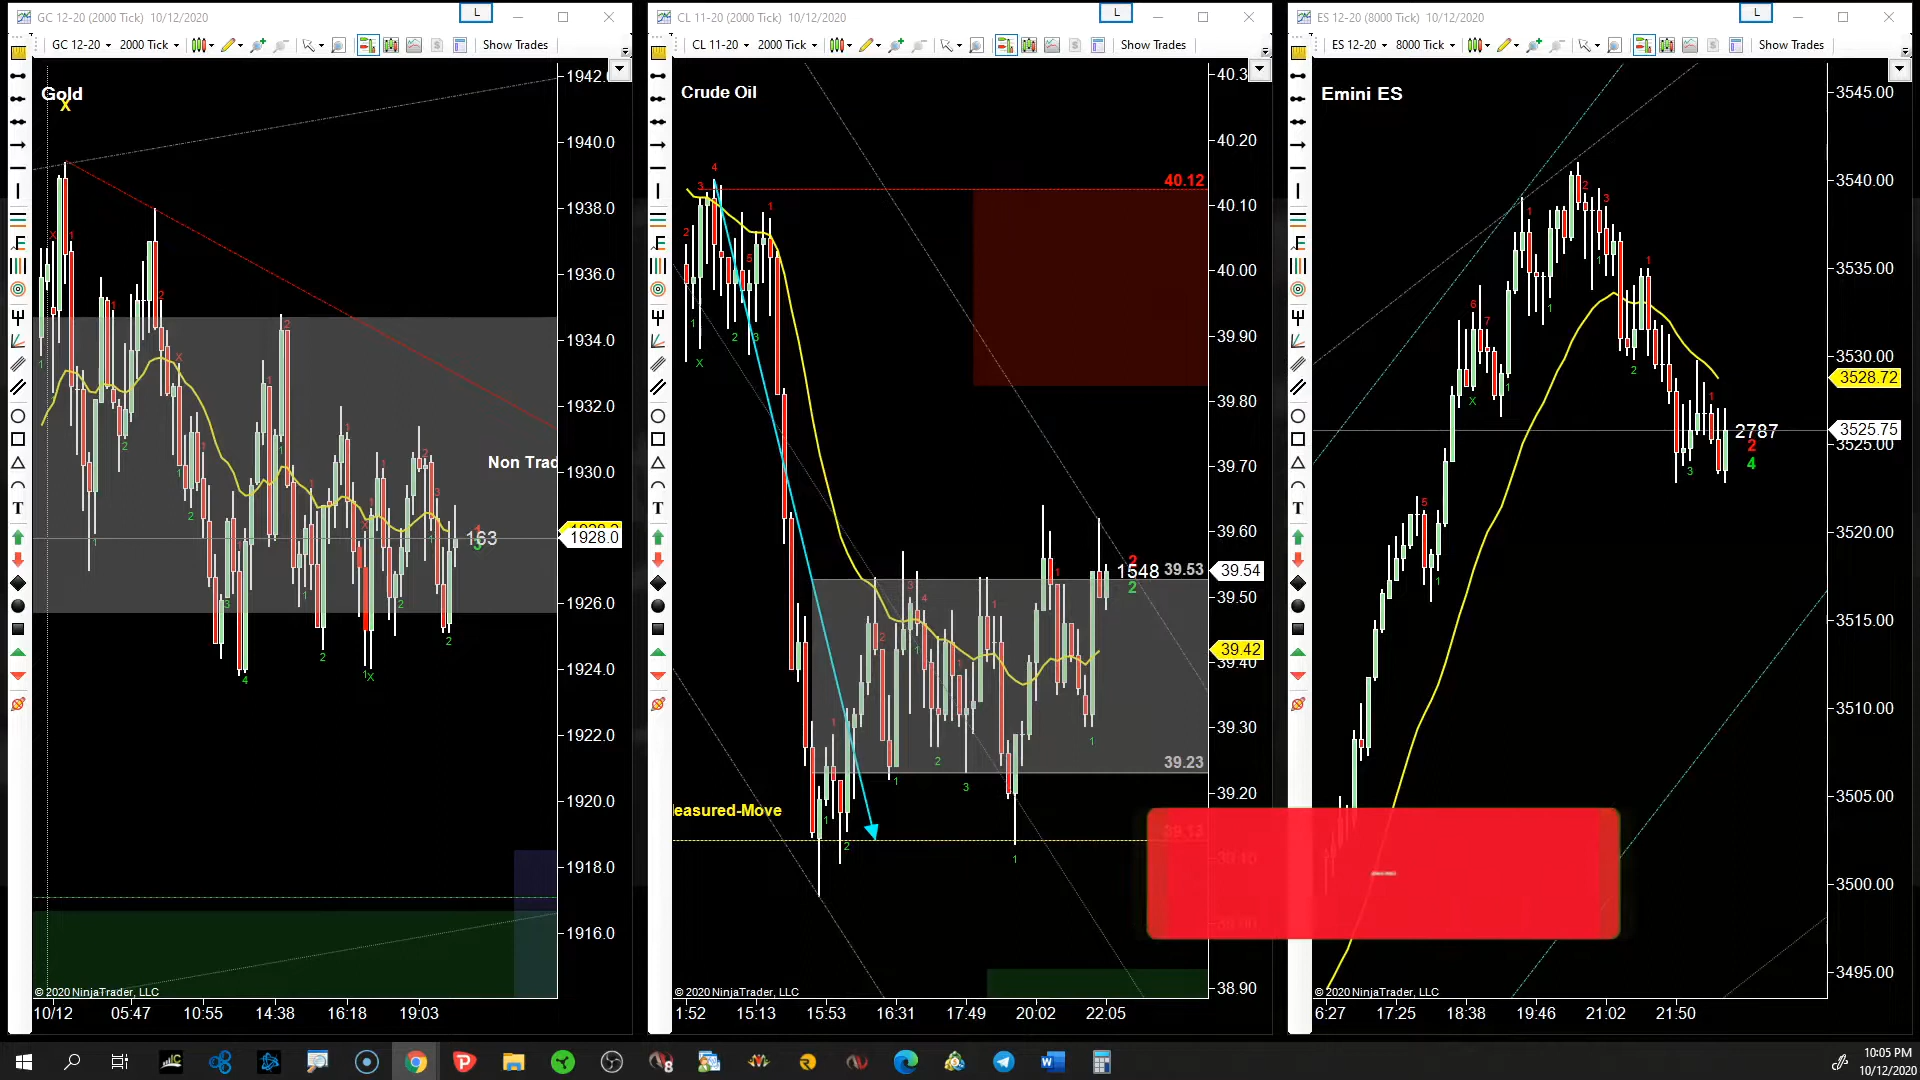 GC 12-20 (2000 Tick) 10/12/2020
L
GC 12-20
2000 Tick
Show Trades
Gold
X
1942.
1940.0
1938.0
1936.0
1934.0
1932.0
1930.0
1928.0
1926.0
1924.0
1922.0
1920.0
1918.0
1916.0
Non Trad
163
© 2020 NinjaTrader, LLC
10/12 05:47 10:55 14:38 16:18 19:03
CL 11-20 (2000 Tick) 10/12/2020
L
CL 11-20
2000 Tick
Show Trades
Crude Oil
40.3
40.20
40.12
40.10
40.00
39.90
39.80
39.70
39.60
1548
39.53
39.54
39.50
39.42
39.40
39.30
39.23
39.20
easured-Move
39.13
38.90
© 2020 NinjaTrader, LLC
1:52 15:13 15:53 16:31 17:49 20:02 22:05
ES 12-20 (8000 Tick) 10/12/2020
L
ES 12-20
8000 Tick
Show Trades
Emini ES
3545.00
3540.00
3535.00
3530.00
3528.72
3525.75
3525.00
2787
2
4
3520.00
3515.00
3510.00
3505.00
3500.00
3495.00
© 2020 NinjaTrader, LLC
6:27 17:25 18:38 19:46 21:02 21:50
10:05 PM
10/12/2020